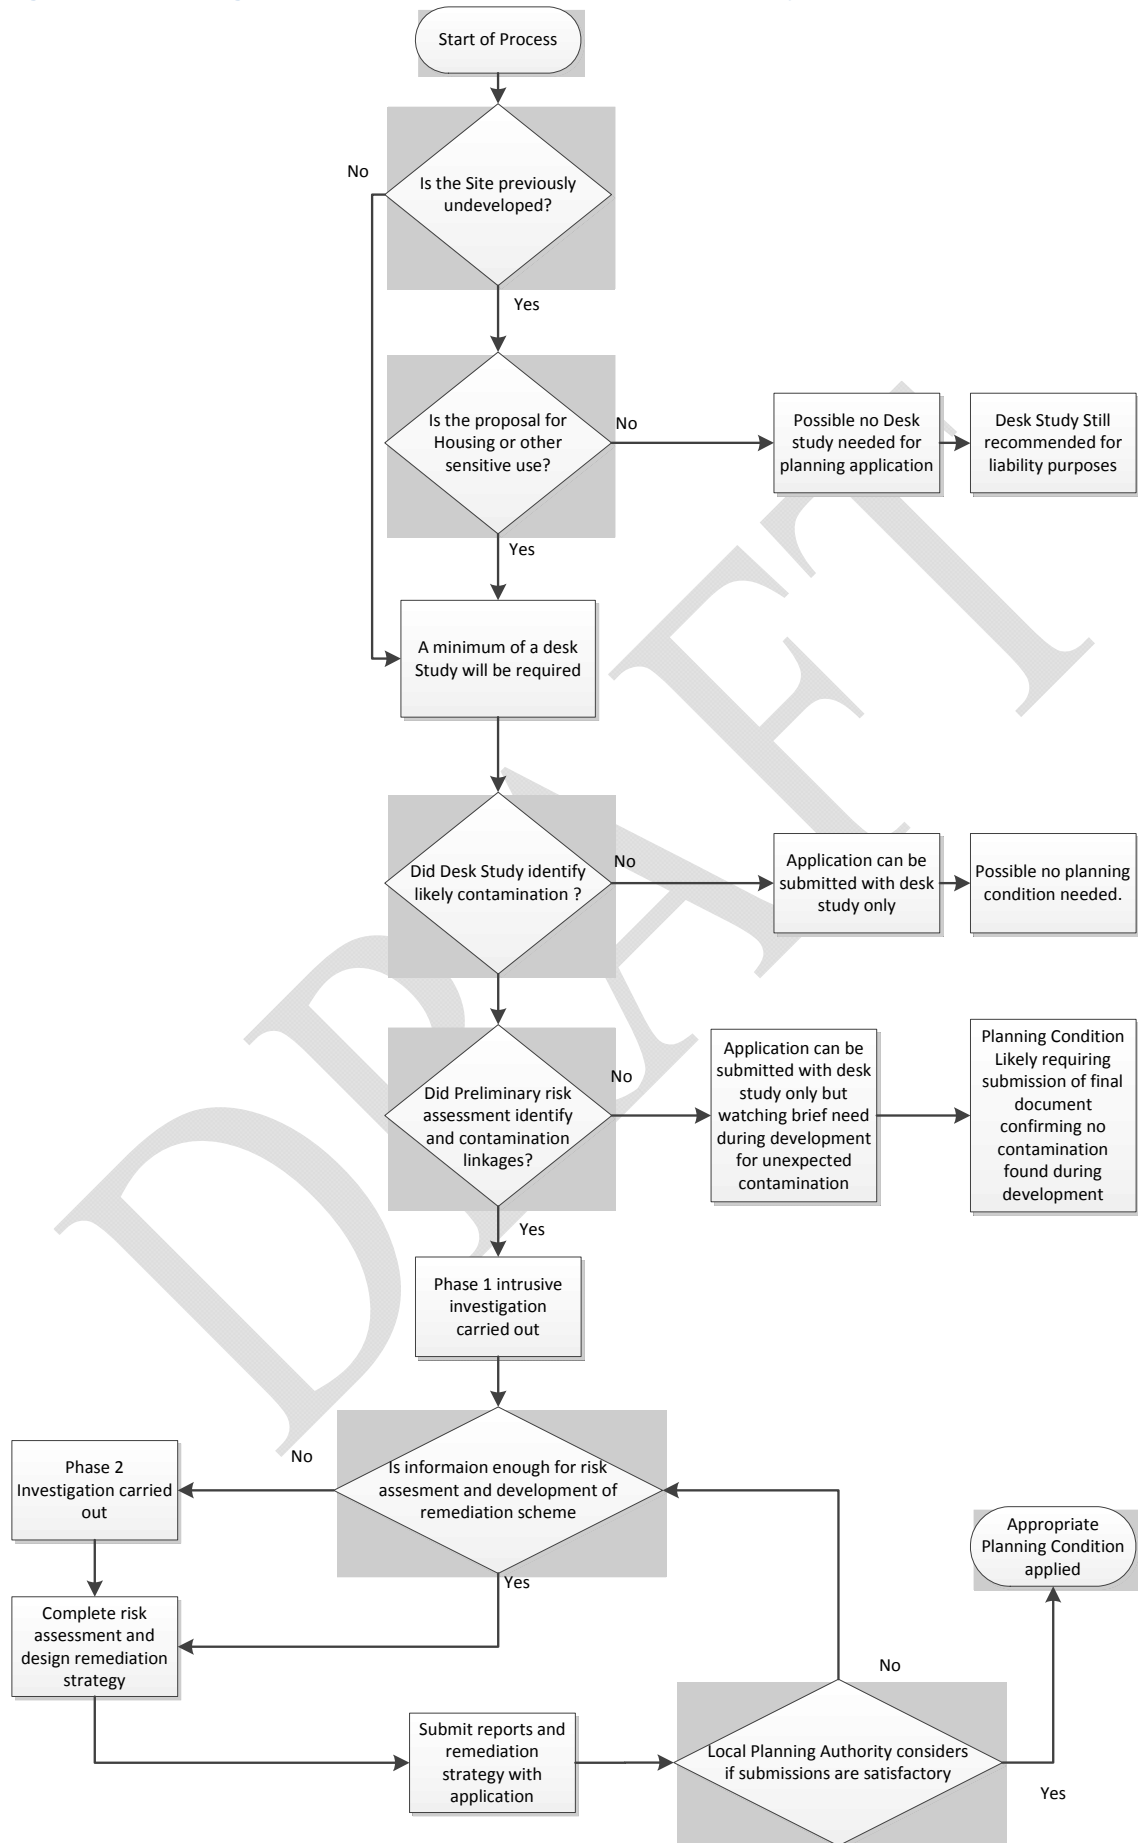 Start of Process
No
Is the Site previously
undeveloped?
Yes
Is the proposal for
Housing or other
sensitive use?
No
Possible no Desk
study needed for
planning application
Desk Study Still
recommended for
liability purposes
Yes
A minimum of a desk
Study will be required
Did Desk Study identify
likely contamination ?
No
Application can be
submitted with desk
study only
Possible no planning
condition needed.
Did Preliminary risk
assessment identify
and contamination
linkages?
No
Application can be
submitted with desk
study only but
watching brief need
during development
for unexpected
contamination
Planning Condition
Likely requiring
submission of final
document
confirming no
contamination
found during
development
Yes
Phase 1 intrusive
investigation
carried out
Is informaion enough for risk
assesment and development of
remediation scheme
No
Phase 2
Investigation carried
out
Yes
Complete risk
assessment and
design remediation
strategy
Submit reports and
remediation
strategy with
application
Local Planning Authority considers
if submissions are satisfactory
No
Yes
Appropriate
Planning Condition
applied
DRAFT